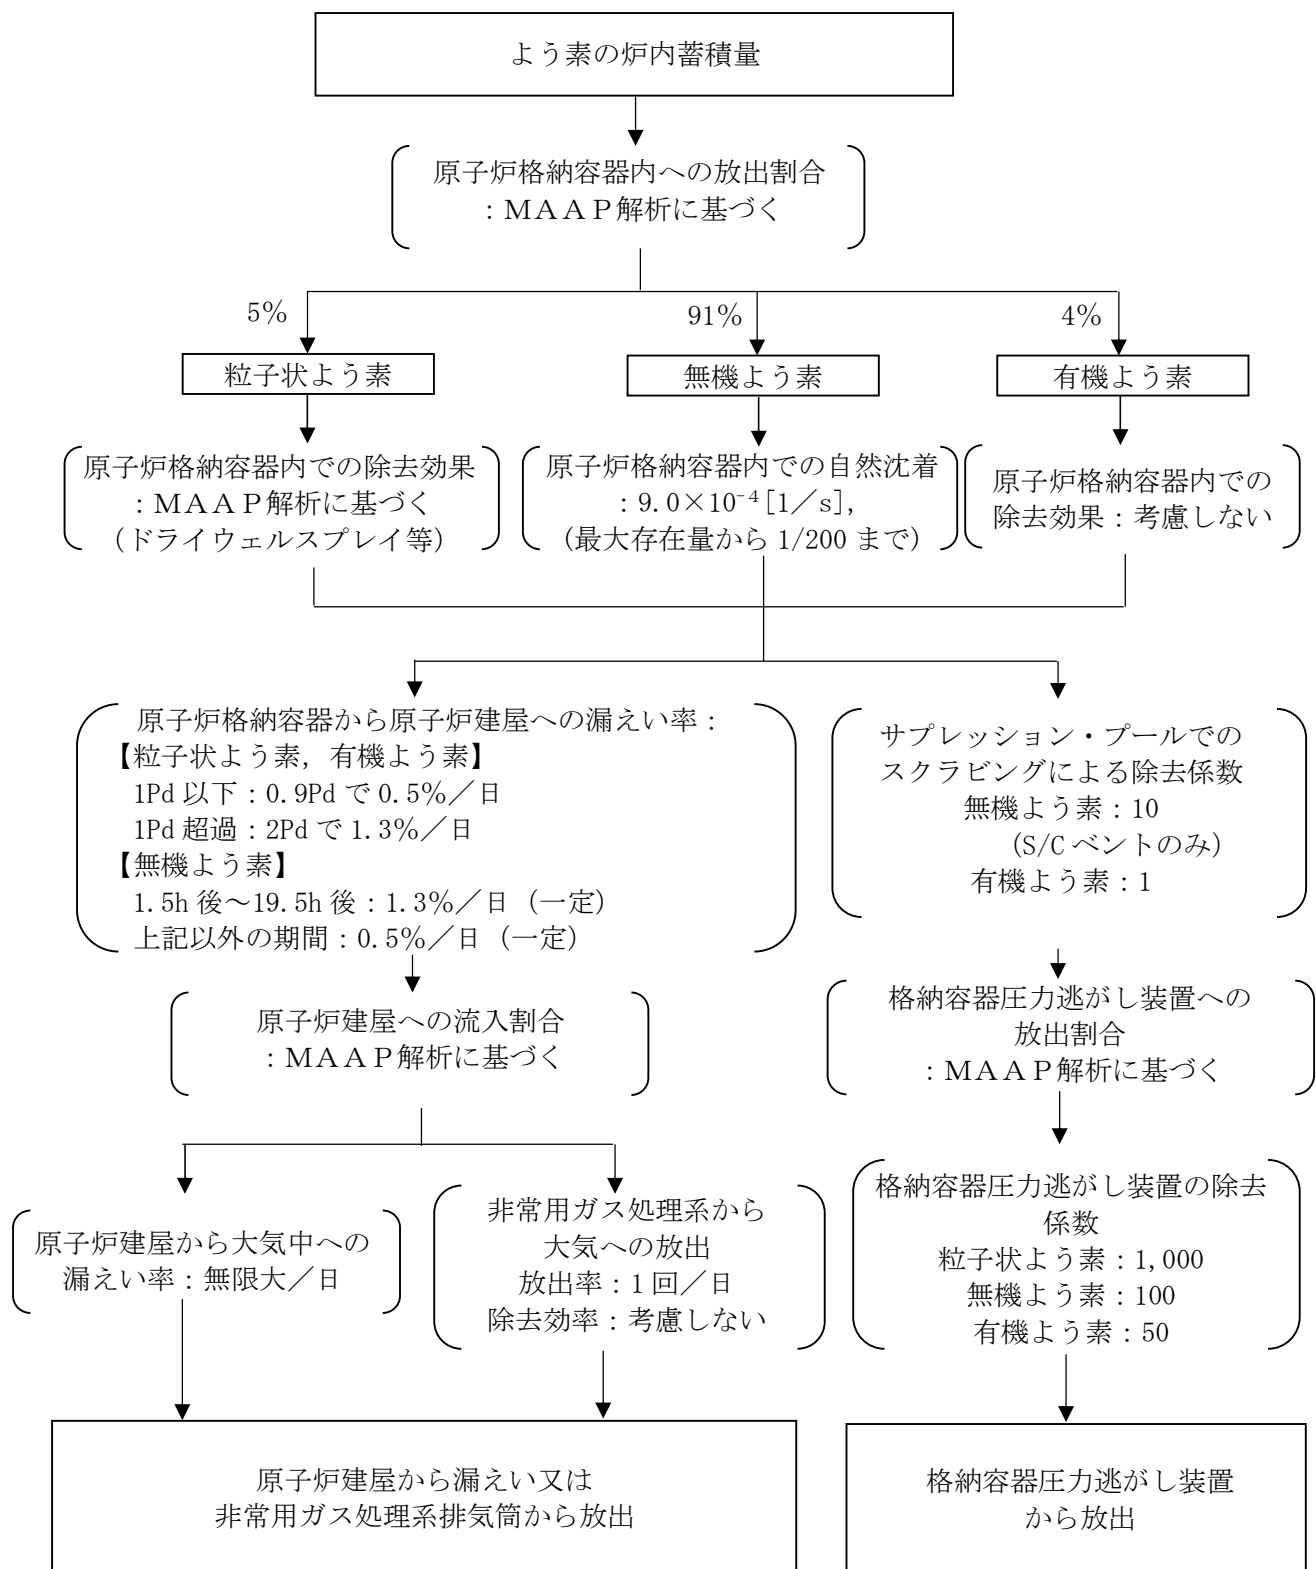 よう素の炉内蓄積量
原子炉格納容器内への放出割合
：ＭＡＡＰ解析に基づく
5%
91%
4%
粒子状よう素
無機よう素
有機よう素
原子炉格納容器内での除去効果
：ＭＡＡＰ解析に基づく
（ドライウェルスプレイ等）
原子炉格納容器内での自然沈着
：9.0×10⁻⁴[1／s]，
（最大存在量から 1/200 まで）
原子炉格納容器内での
除去効果：考慮しない
原子炉格納容器から原子炉建屋への漏えい率：
【粒子状よう素，有機よう素】
1Pd 以下：0.9Pd で 0.5%／日
1Pd 超過：2Pd で 1.3%／日
【無機よう素】
1.5h 後～19.5h 後：1.3%／日（一定）
上記以外の期間：0.5%／日（一定）
サプレッション・プールでの
スクラビングによる除去係数
無機よう素：10
（S/C ベントのみ）
有機よう素：1
原子炉建屋への流入割合
：ＭＡＡＰ解析に基づく
格納容器圧力逃がし装置への
放出割合
：ＭＡＡＰ解析に基づく
原子炉建屋から大気中への
漏えい率：無限大／日
非常用ガス処理系から
大気への放出
放出率：1 回／日
除去効率：考慮しない
格納容器圧力逃がし装置の除去
係数
粒子状よう素：1,000
無機よう素：100
有機よう素：50
原子炉建屋から漏えい又は
非常用ガス処理系排気筒から放出
格納容器圧力逃がし装置
から放出